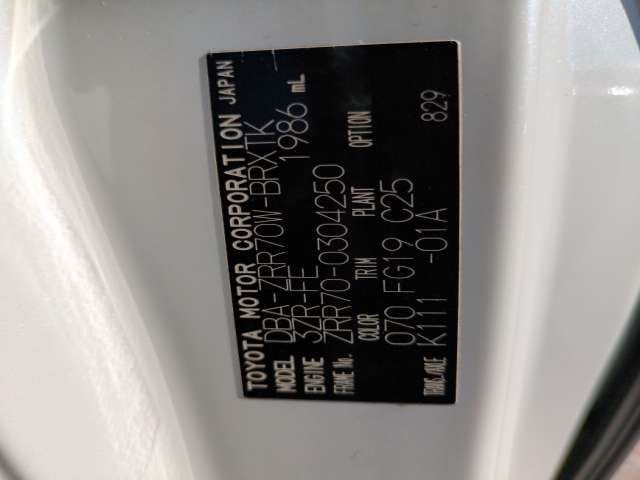 TOYOTA MOTOR CORPORATION JAPAN
MODEL DBA-ZRR70W-BRXTK
ENGINE 3ZR-FE 1986 mL
FRAME No. ZRR70-0304250
COLOR TRIM PLANT OPTION
070 FG19 C25
TRANS./AXLE K111 -01A 829